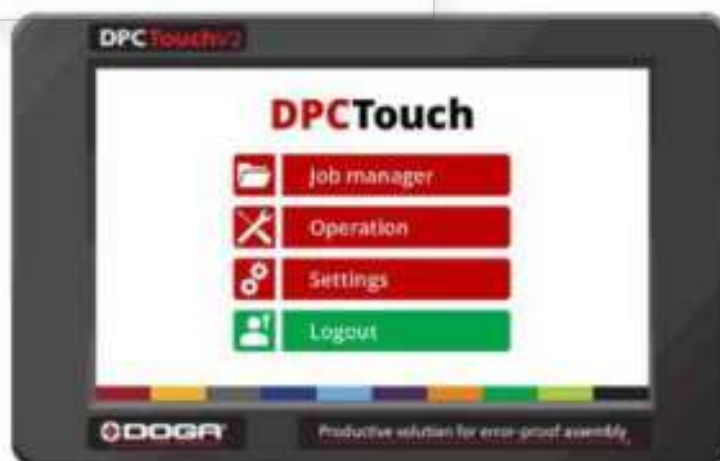 DPCTouchV2
DPCTouch
Job manager
Operation
Settings
Logout
DOGA
Productive solution for error-proof assembly